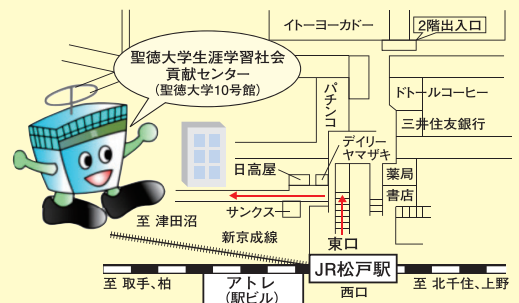 イトーヨーカドー
2階出入口
聖徳大学生涯学習社会
貢献センター
(聖徳大学10号館)
パチンコ
ドトールコーヒー
三井住友銀行
デイリー
ヤマザキ
日高屋
薬局
書店
サンクス
至 津田沼
新京成線
東口
JR松戸駅
至 取手、柏
アトレ
(駅ビル)
西口
至 北千住、上野